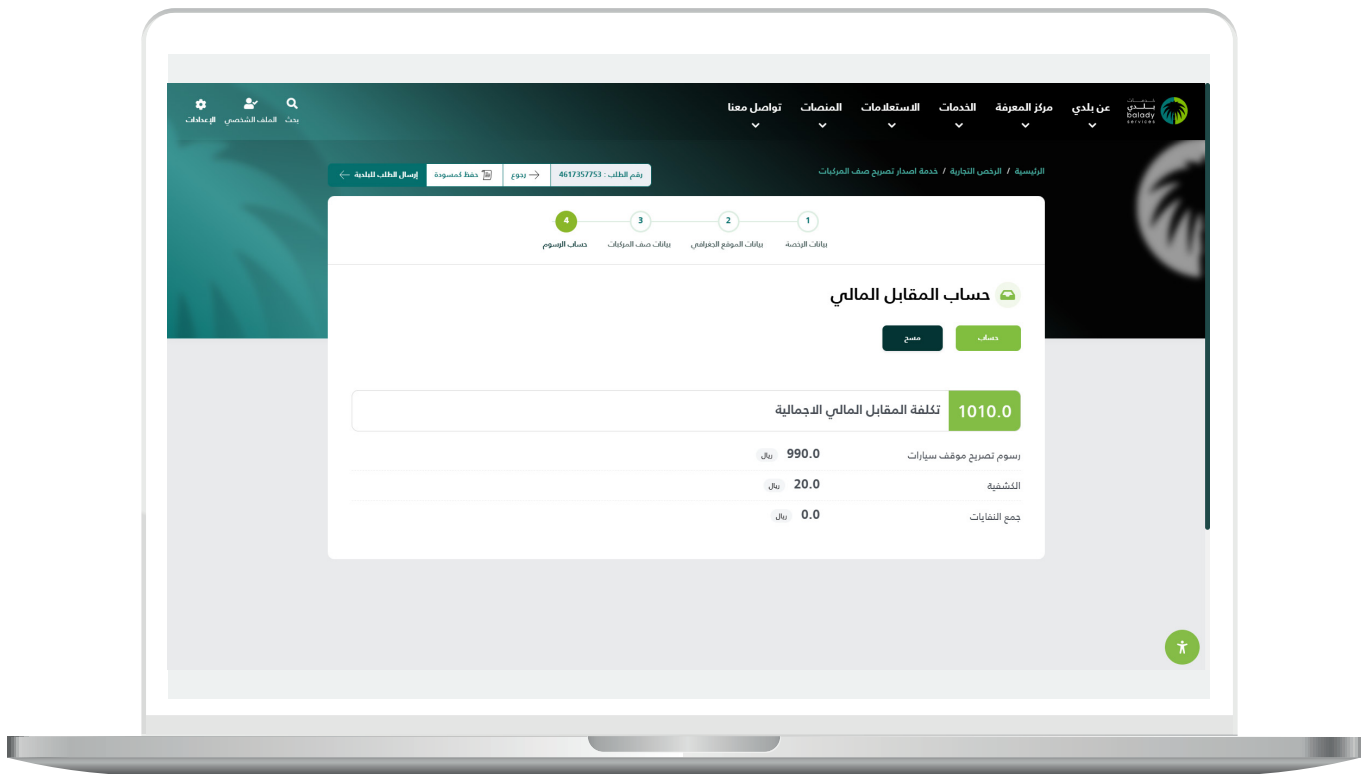 خدمات
بلدي
balady
services
عن بلدي
مركز المعرفة
الخدمات
الاستعلامات
المنصات
تواصل معنا
بحث
الملف الشخصي
الإعدادات
الرئيسية / الرخص التجارية / خدمة اصدار تصريح صف المركبات
رقم الطلب : 4617357753
رجوع
حفظ كمسودة
إرسال الطلب للبلدية
1
بيانات الرخصة
2
بيانات الموقع الجغرافي
3
بيانات صف المركبات
4
حساب الرسوم
حساب المقابل المالي
حساب
مسح
1010.0 تكلفة المقابل المالي الاجمالية
رسوم تصريح موقف سيارات 990.0 ريال
الكشفية 20.0 ريال
جمع النفايات 0.0 ريال